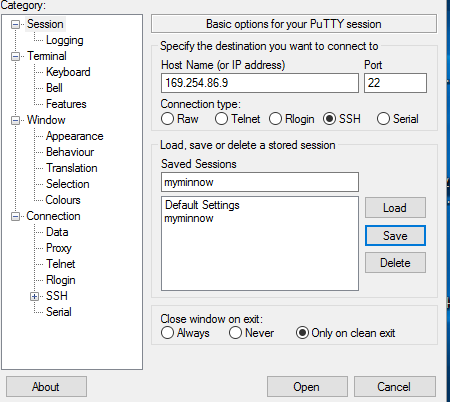 Category:
Session
Logging
Terminal
Keyboard
Bell
Features
Window
Appearance
Behaviour
Translation
Selection
Colours
Connection
Data
Proxy
Telnet
Rlogin
SSH
Serial
Basic options for your PuTTY session
Specify the destination you want to connect to
Host Name (or IP address) Port
169.254.86.9 22
Connection type:
Raw Telnet Rlogin SSH Serial
Load, save or delete a stored session
Saved Sessions
myminnow
Default Settings
myminnow
Load
Save
Delete
Close window on exit:
Always Never Only on clean exit
About Open Cancel